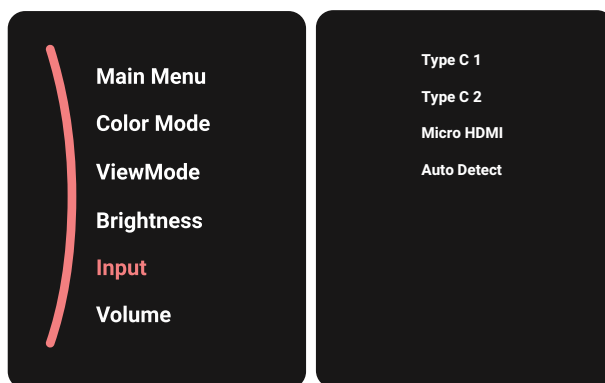 Main Menu
Color Mode
ViewMode
Brightness
Input
Volume
Type C 1
Type C 2
Micro HDMI
Auto Detect